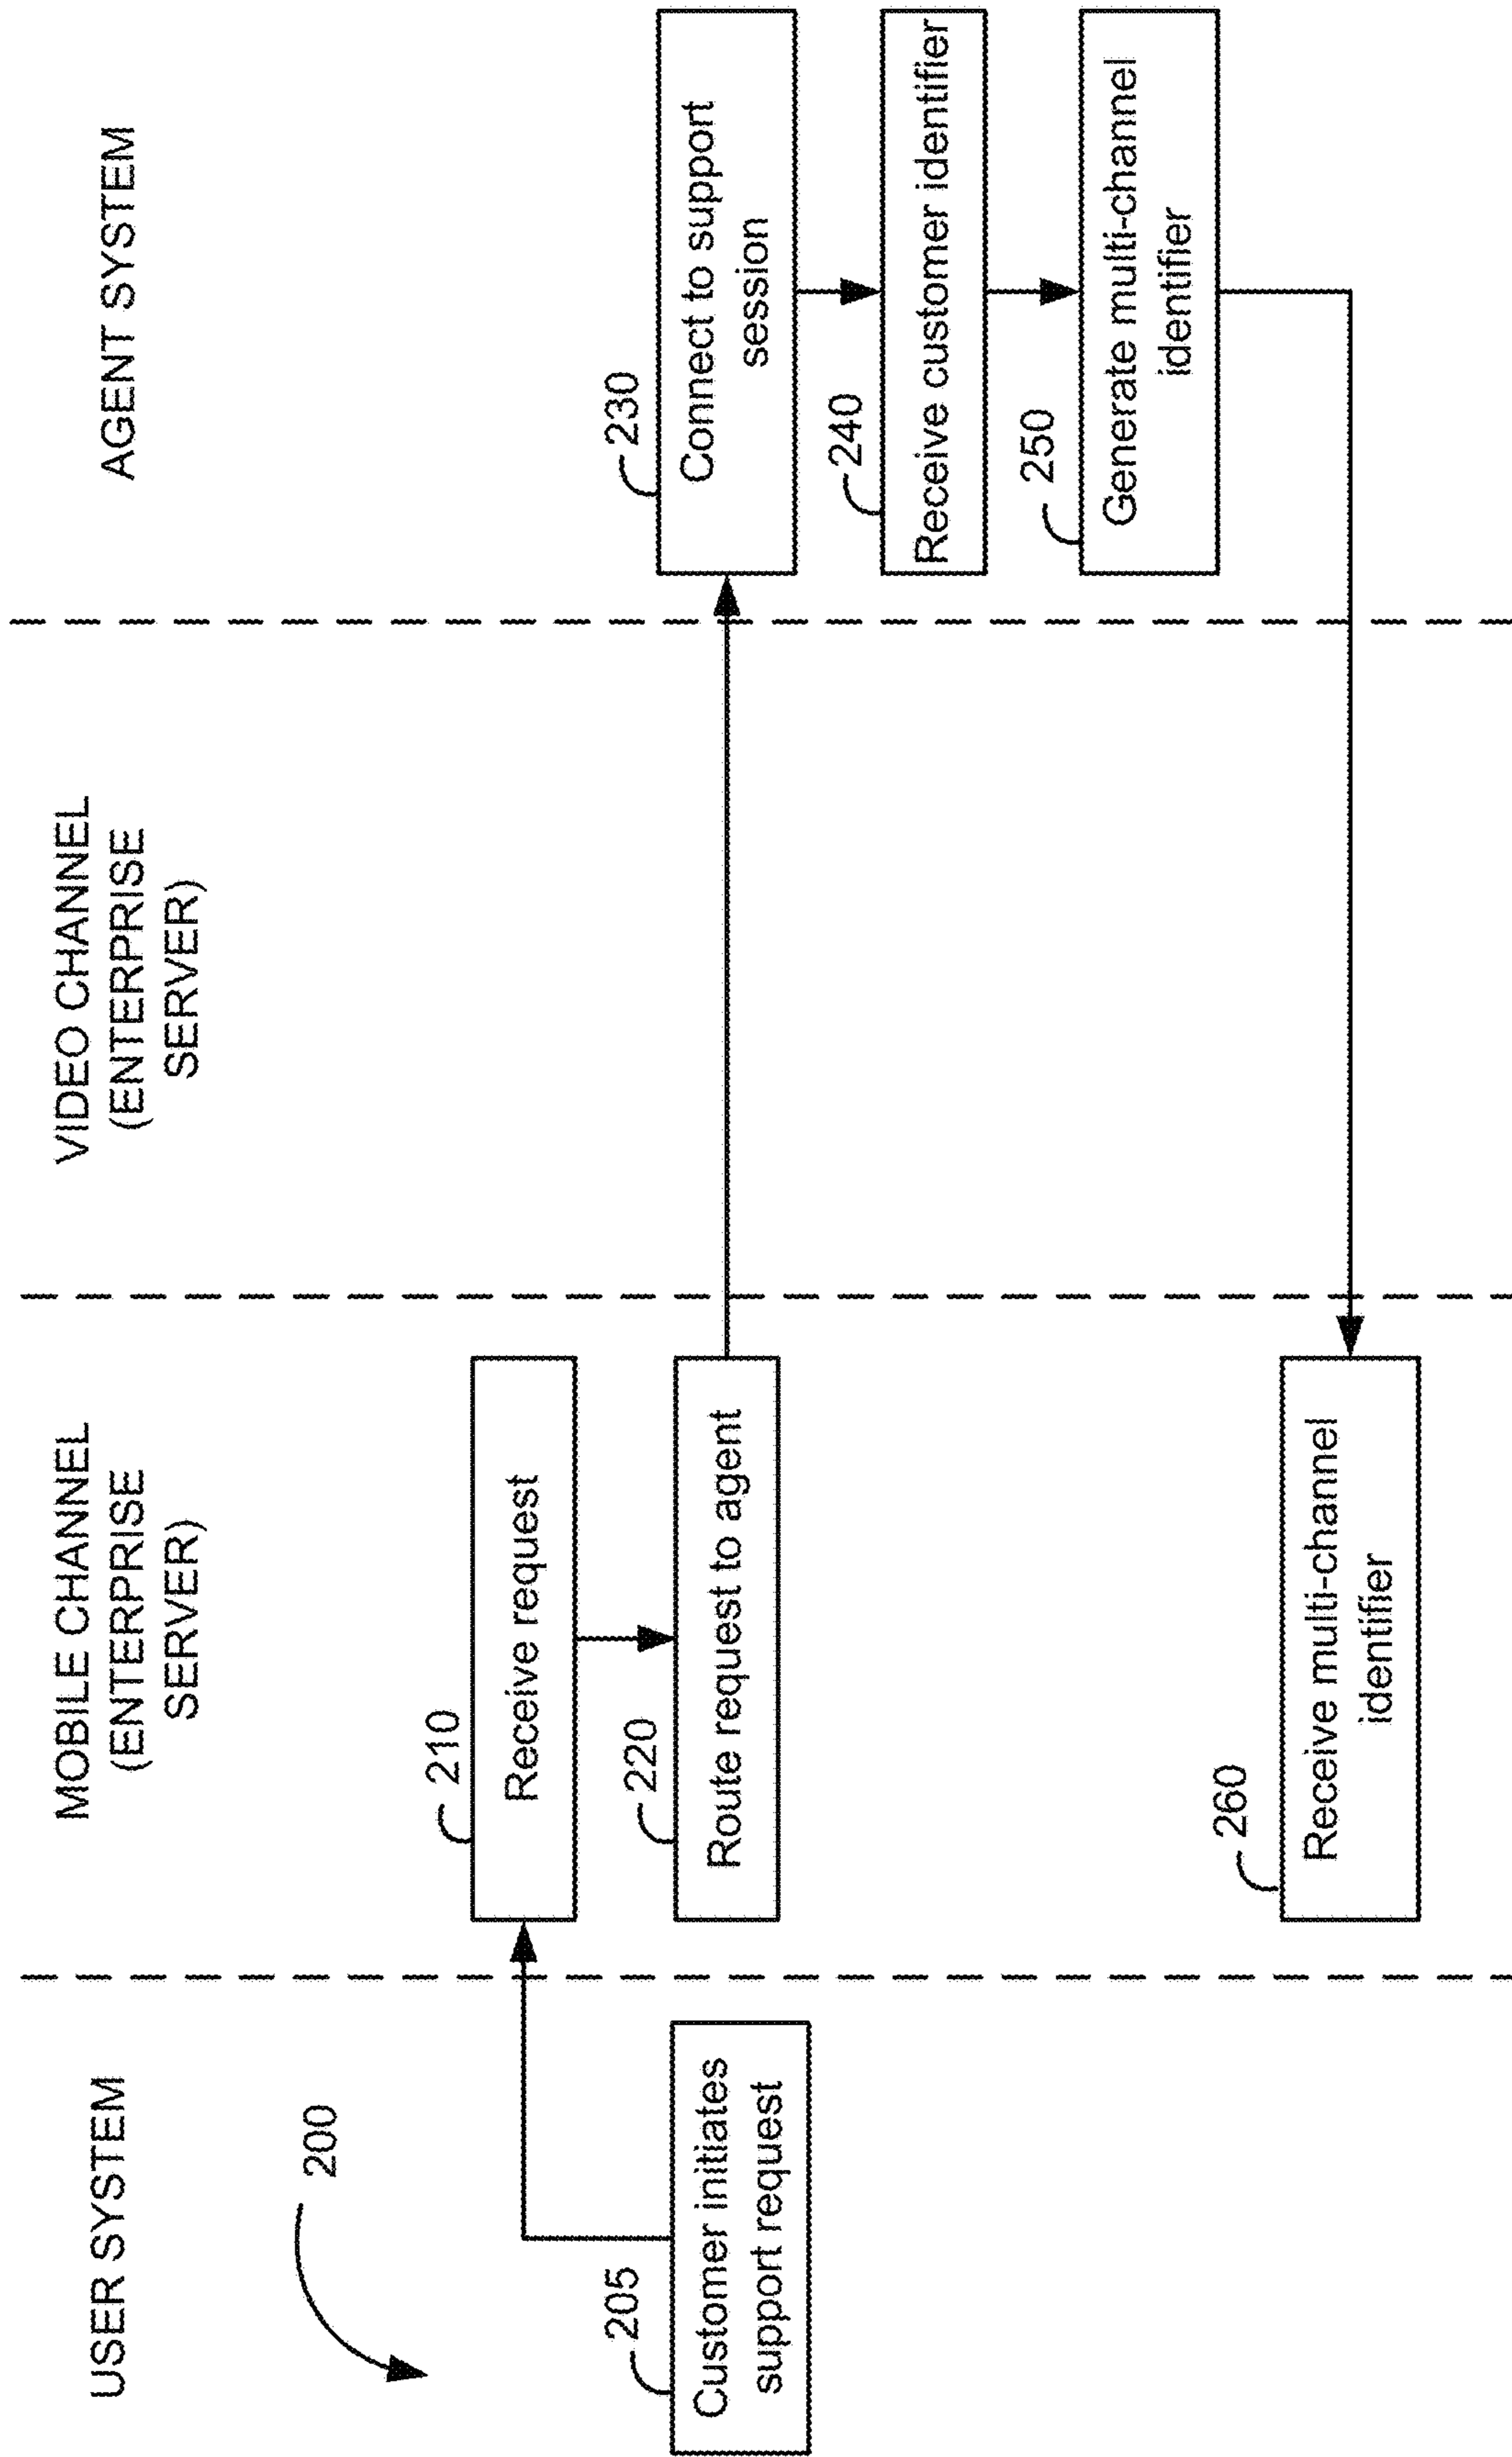 USER SYSTEM
MOBILE CHANNEL
(ENTERPRISE
SERVER)
VIDEO CHANNEL
(ENTERPRISE
SERVER)
AGENT SYSTEM
200
205
Customer initiates
support request
210
Receive request
220
Route request to agent
230
Connect to support
session
240
Receive customer identifier
250
Generate multi-channel
identifier
260
Receive multi-channel
identifier